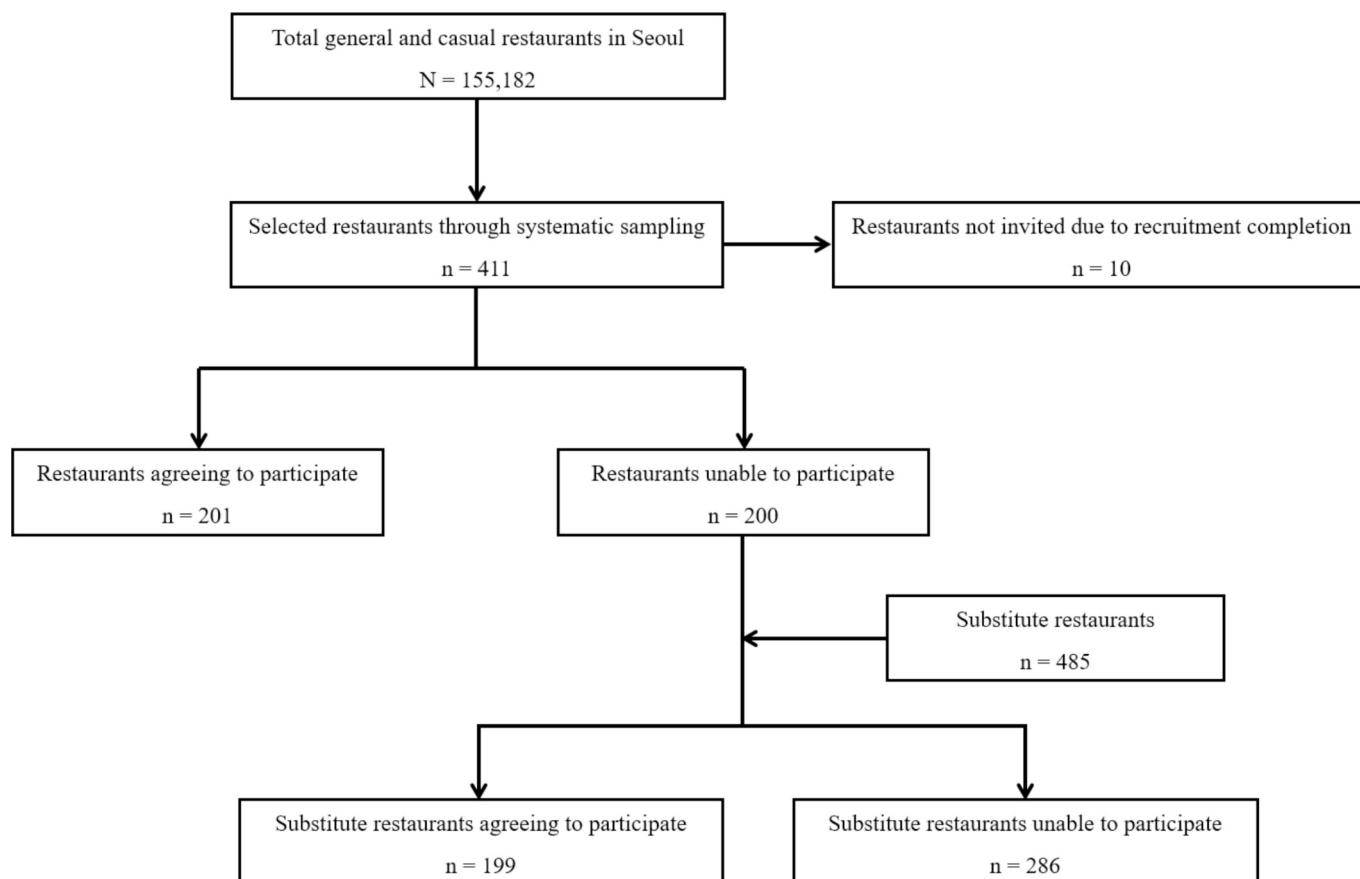 Total general and casual restaurants in Seoul
N = 155,182
Selected restaurants through systematic sampling
n = 411
Restaurants not invited due to recruitment completion
n = 10
Restaurants agreeing to participate
n = 201
Restaurants unable to participate
n = 200
Substitute restaurants
n = 485
Substitute restaurants agreeing to participate
n = 199
Substitute restaurants unable to participate
n = 286